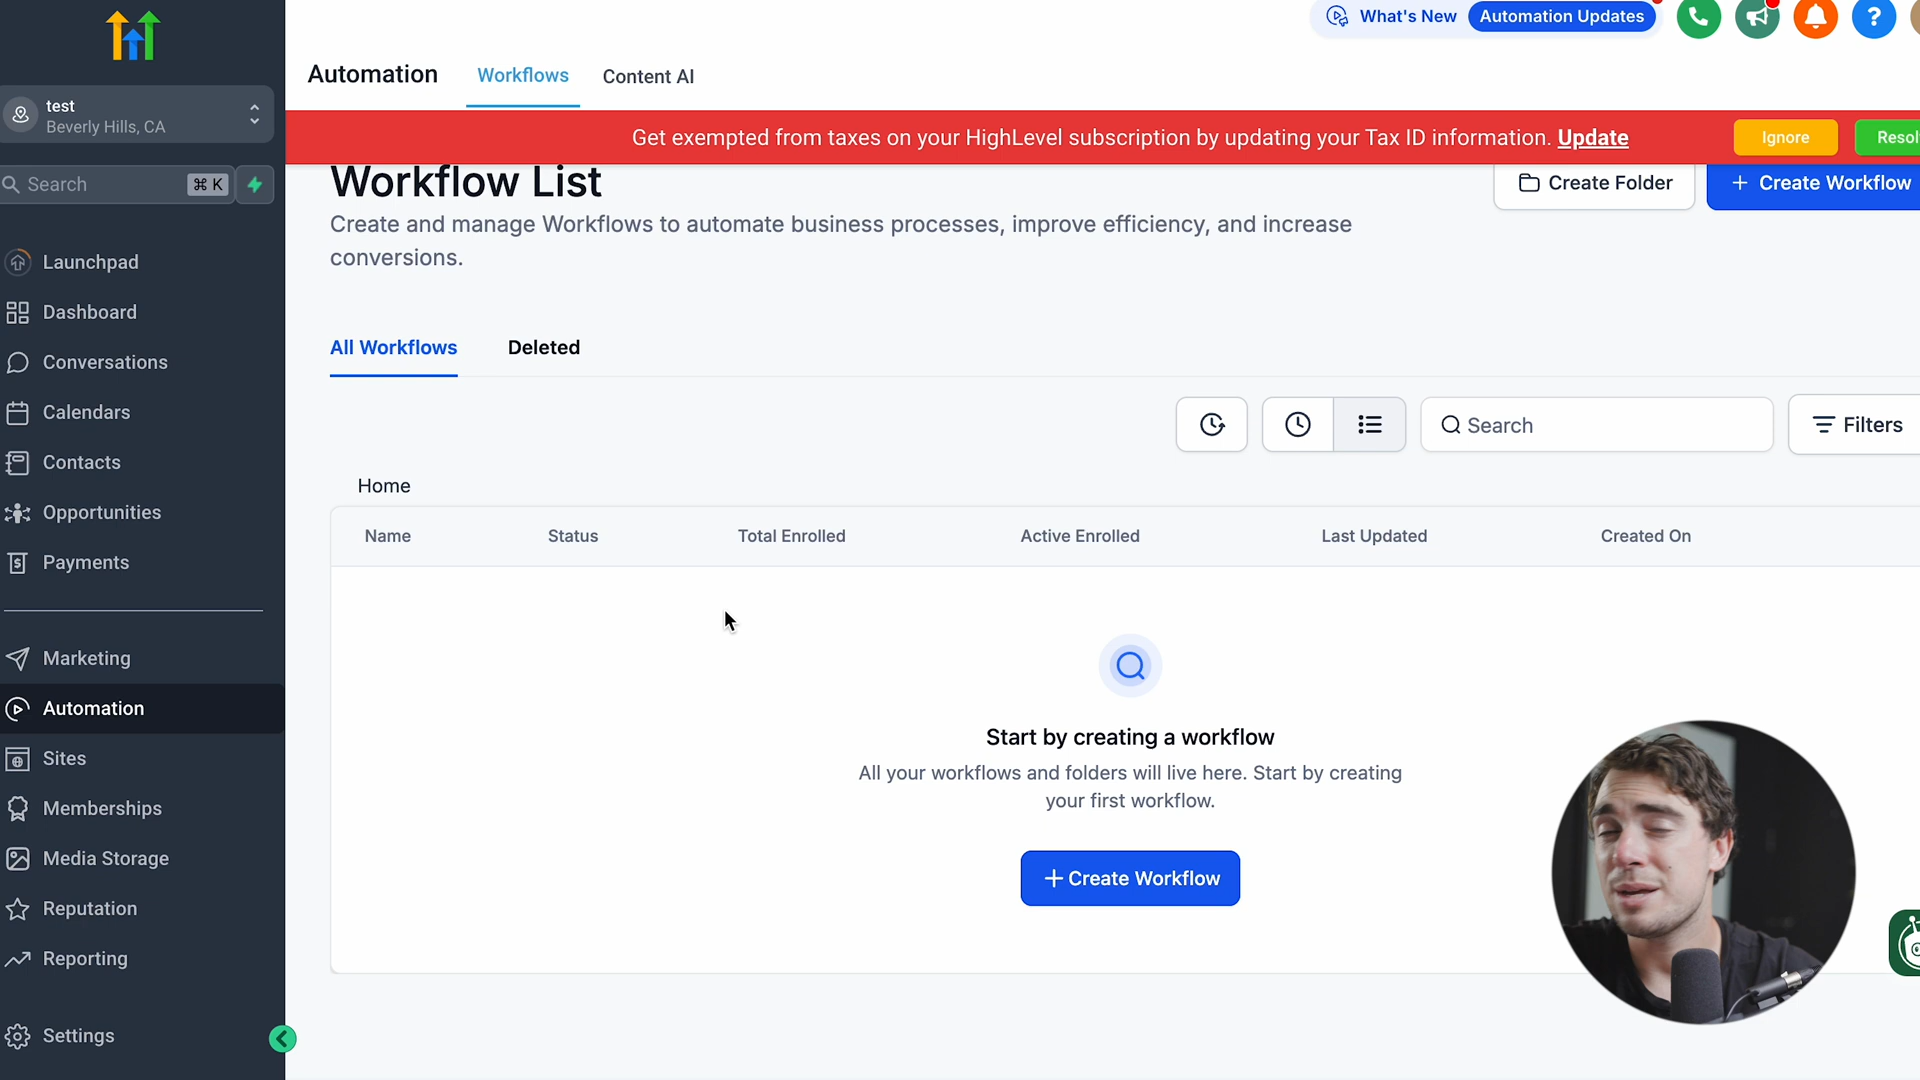 What's New
Automation Updates
Automation
Workflows
Content AI
test
Beverly Hills, CA
Get exempted from taxes on your HighLevel subscription by updating your Tax ID information. Update
Ignore
Resol
Search
⌘ K
Workflow List
Create Folder
+ Create Workflow
Create and manage Workflows to automate business processes, improve efficiency, and increase
conversions.
Launchpad
Dashboard
Conversations
Calendars
Contacts
Opportunities
Payments
Marketing
Automation
Sites
Memberships
Media Storage
Reputation
Reporting
Settings
All Workflows
Deleted
Search
Filters
Home
Name
Status
Total Enrolled
Active Enrolled
Last Updated
Created On
Start by creating a workflow
All your workflows and folders will live here. Start by creating
your first workflow.
+ Create Workflow